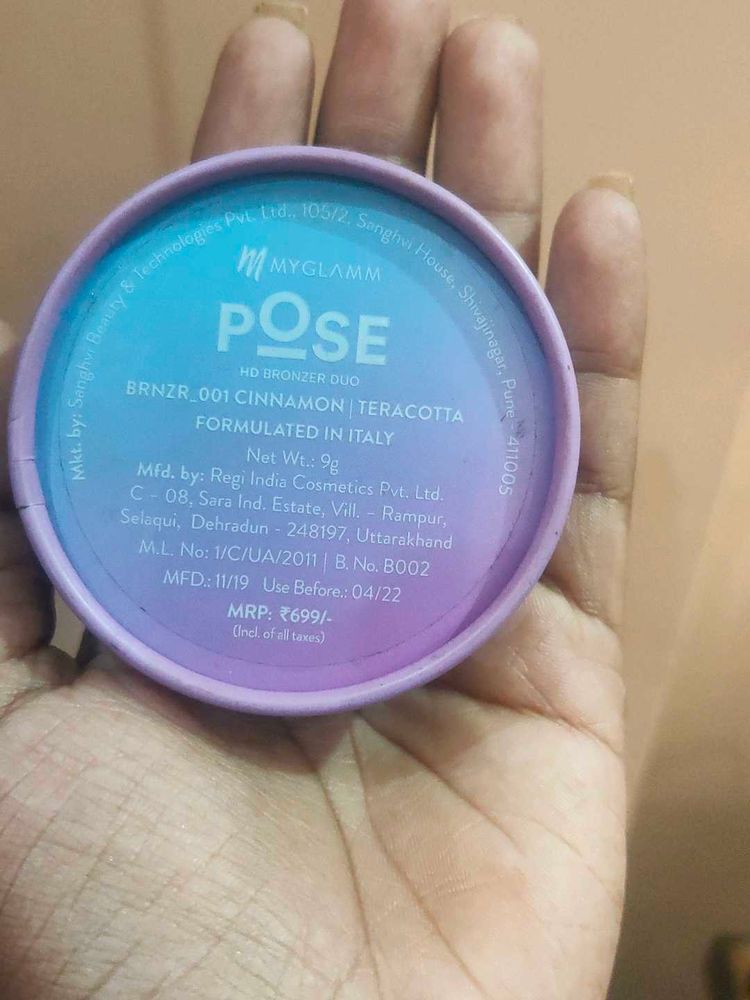 Mkt. by: Sanghvi Beauty & Technologies Pvt. Ltd., 105/2, Sanghvi House, Shivajinagar, Pune - 411005
MYGLAMM
POSE
HD BRONZER DUO
BRNZR_001 CINNAMON | TERACOTTA
FORMULATED IN ITALY
Net Wt.: 9g
Mfd. by: Regi India Cosmetics Pvt. Ltd.
C - 08, Sara Ind. Estate, Vill. - Rampur,
Selaqui, Dehradun - 248197, Uttarakhand
M.L. No: 1/C/UA/2011 | B. No. B002
MFD.: 11/19 Use Before.: 04/22
MRP: ₹699/-
(Incl. of all taxes)